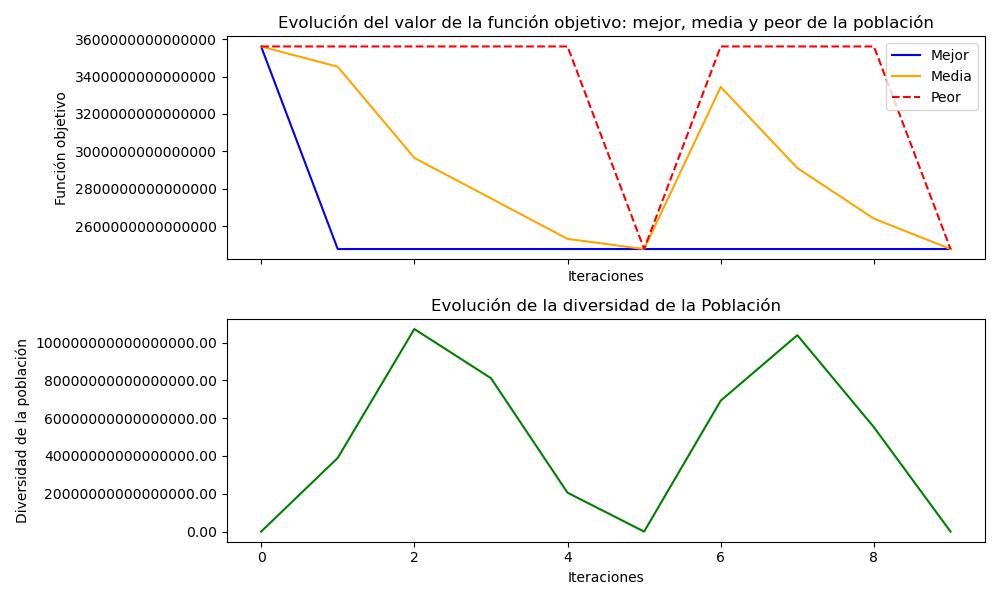 Evolución del valor de la función objetivo: mejor, media y peor de la población
3600000000000000
3400000000000000
3200000000000000
3000000000000000
2800000000000000
2600000000000000
Función objetivo
Mejor
Media
Peor
Iteraciones
Evolución de la diversidad de la Población
100000000000000000.00
80000000000000000.00
60000000000000000.00
40000000000000000.00
20000000000000000.00
0.00
Diversidad de la población
0 2 4 6 8
Iteraciones